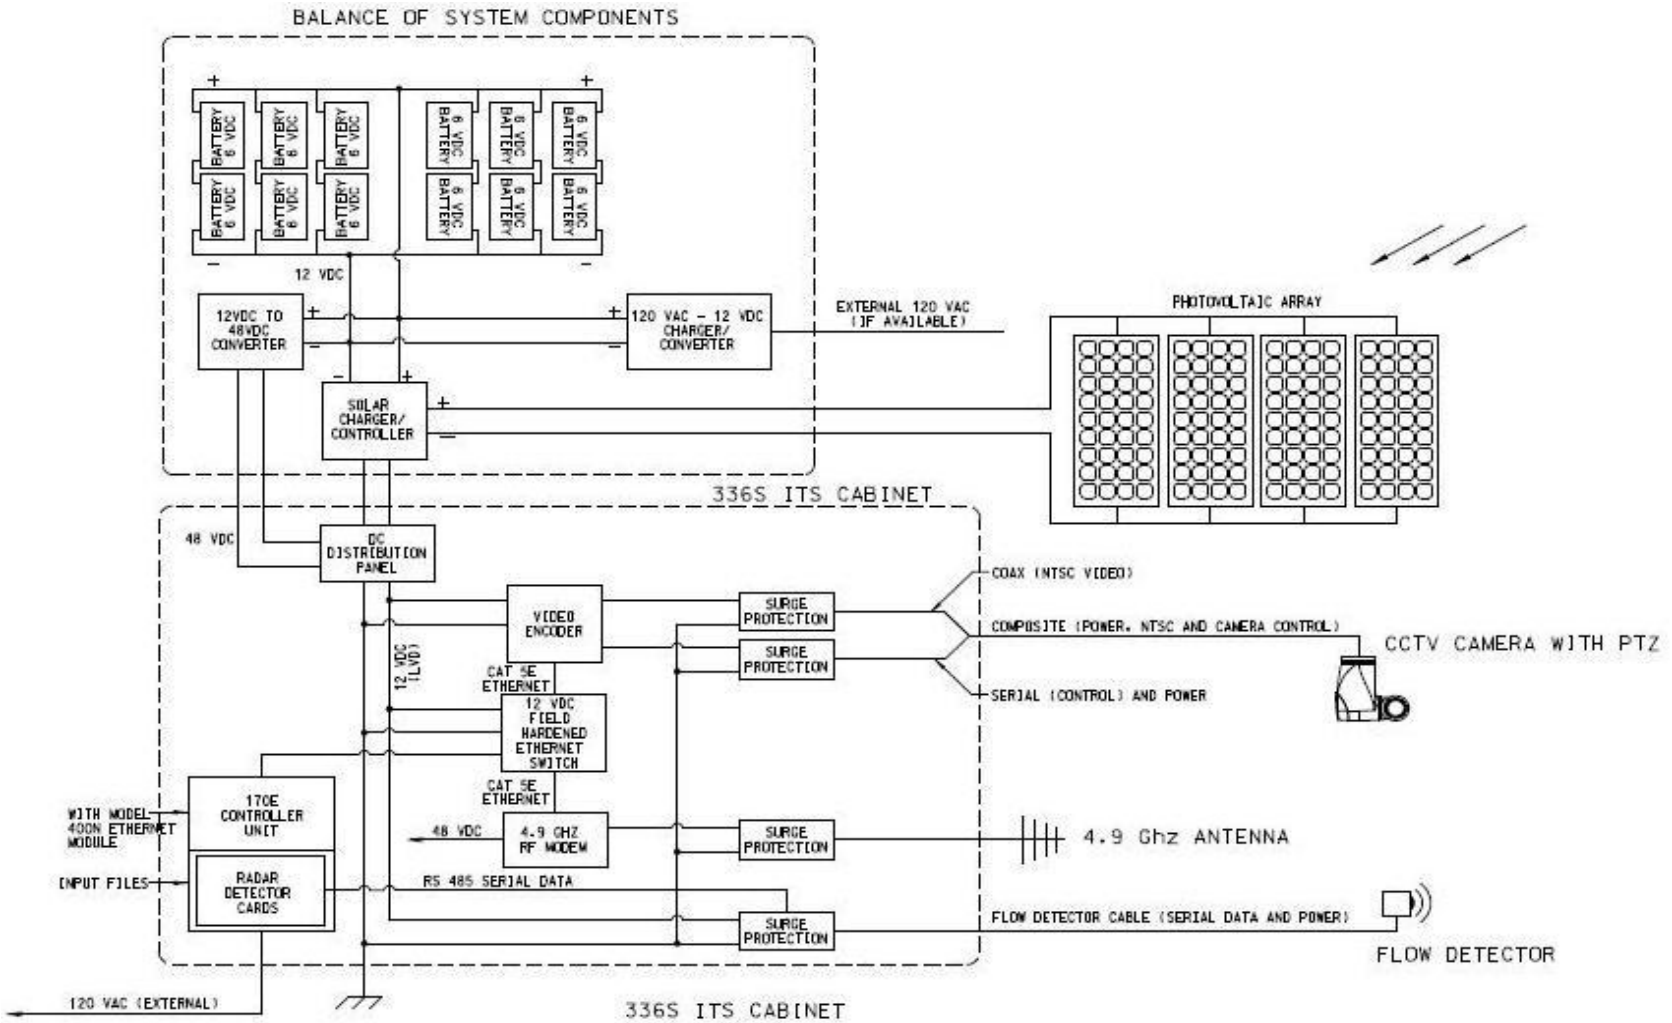 BALANCE OF SYSTEM COMPONENTS
+
+
BATTERY
6 VDC
BATTERY
6 VDC
BATTERY
6 VDC
6 VDC
BATTERY
6 VDC
BATTERY
6 VDC
BATTERY
BATTERY
6 VDC
BATTERY
6 VDC
BATTERY
6 VDC
6 VDC
BATTERY
6 VDC
BATTERY
6 VDC
BATTERY
-
-
12 VDC
12VDC TO
48VDC
CONVERTER
+
-
+
-
120 VAC - 12 VDC
CHARGER/
CONVERTER
EXTERNAL 120 VAC
(IF AVAILABLE)
PHOTOVOLTAIC ARRAY
-
+
SOLAR
CHARGER/
CONTROLLER
+
-
336S ITS CABINET
48 VDC
DC
DISTRIBUTION
PANEL
VIDEO
ENCODER
SURGE
PROTECTION
COAX (NTSC VIDEO)
COMPOSITE (POWER, NTSC AND CAMERA CONTROL)
CCTV CAMERA WITH PTZ
SURGE
PROTECTION
12 VDC
(LVD)
SERIAL (CONTROL) AND POWER
CAT 5E
ETHERNET
12 VDC
FIELD
HARDENED
ETHERNET
SWITCH
CAT 5E
ETHERNET
170E
CONTROLLER
UNIT
WITH MODEL
400N ETHERNET
MODULE
48 VDC
4.9 GHZ
RF MODEM
SURGE
PROTECTION
4.9 Ghz ANTENNA
INPUT FILES
RADAR
DETECTOR
CARDS
RS 485 SERIAL DATA
SURGE
PROTECTION
FLOW DETECTOR CABLE (SERIAL DATA AND POWER)
FLOW DETECTOR
120 VAC (EXTERNAL)
336S ITS CABINET